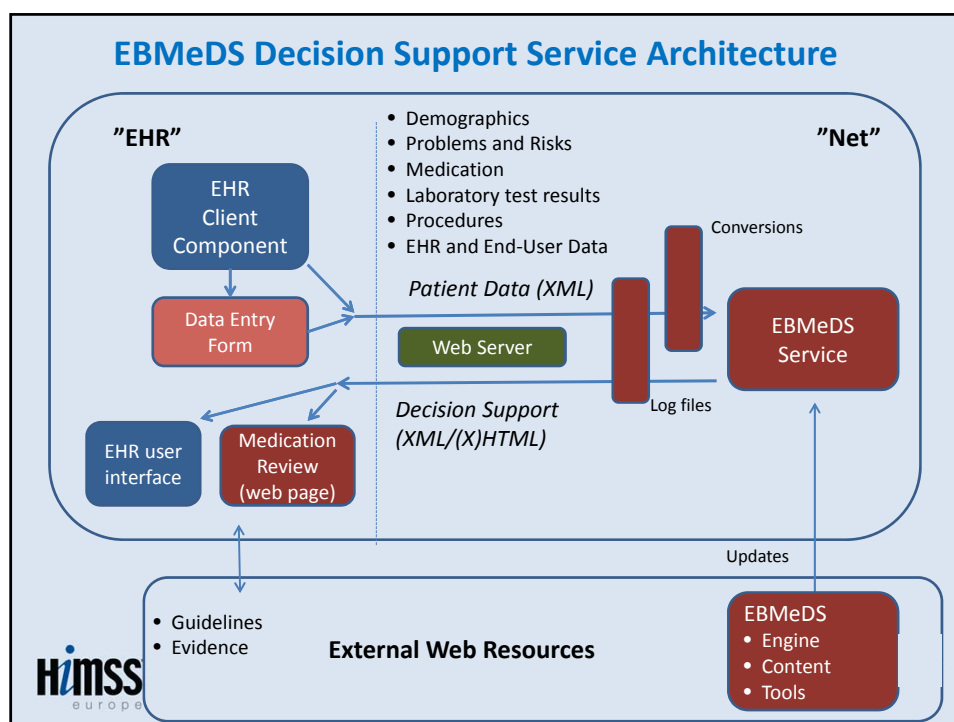 EBMeDS Decision Support Service Architecture
”EHR”
”Net”
• Demographics
• Problems and Risks
• Medication
• Laboratory test results
• Procedures
• EHR and End-User Data
EHR
Client
Component
Conversions
Patient Data (XML)
Data Entry
Form
Web Server
EBMeDS
Service
Log files
Decision Support
(XML/(X)HTML)
EHR user
interface
Medication
Review
(web page)
Updates
• Guidelines
• Evidence
External Web Resources
EBMeDS
• Engine
• Content
• Tools
HiMSS
europe